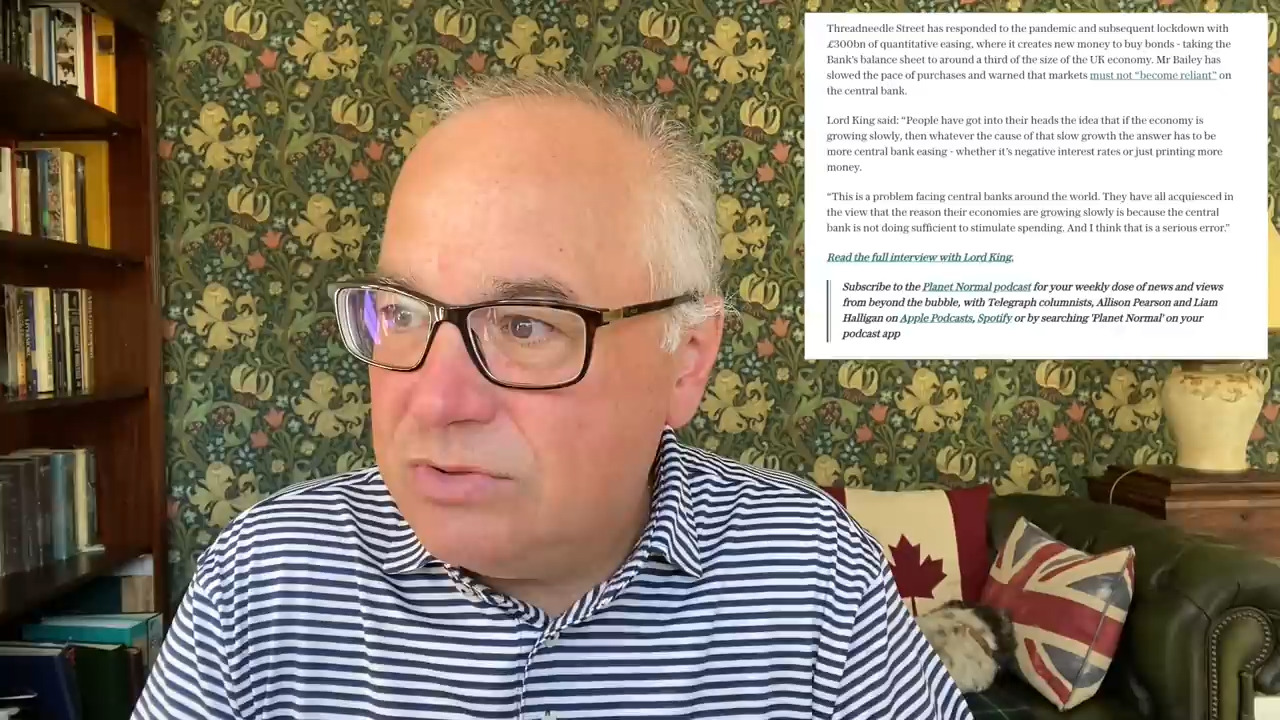 Threadneedle Street has responded to the pandemic and subsequent lockdown with
£300bn of quantitative easing, where it creates new money to buy bonds - taking the
Bank's balance sheet to around a third of the size of the UK economy. Mr Bailey has
slowed the pace of purchases and warned that markets must not "become reliant" on
the central bank.
Lord King said: "People have got into their heads the idea that if the economy is
growing slowly, then whatever the cause of that slow growth the answer has to be
more central bank easing - whether it's negative interest rates or just printing more
money.
"This is a problem facing central banks around the world. They have all acquiesced in
the view that the reason their economies are growing slowly is because the central
bank is not doing sufficient to stimulate spending. And I think that is a serious error."
Read the full interview with Lord King.
Subscribe to the Planet Normal podcast for your weekly dose of news and views
from beyond the bubble, with Telegraph columnists, Allison Pearson and Liam
Halligan on Apple Podcasts, Spotify or by searching 'Planet Normal' on your
podcast app